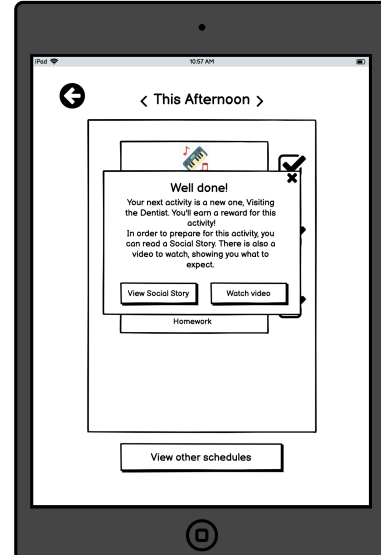 iPad 10:57 AM
< This Afternoon >
Well done!
Your next activity is a new one, Visiting
the Dentist. You'll earn a reward for this
activity!
In order to prepare for this activity, you
can read a Social Story. There is also a
video to watch, showing you what to
expect.
View Social Story Watch video
Homework
View other schedules